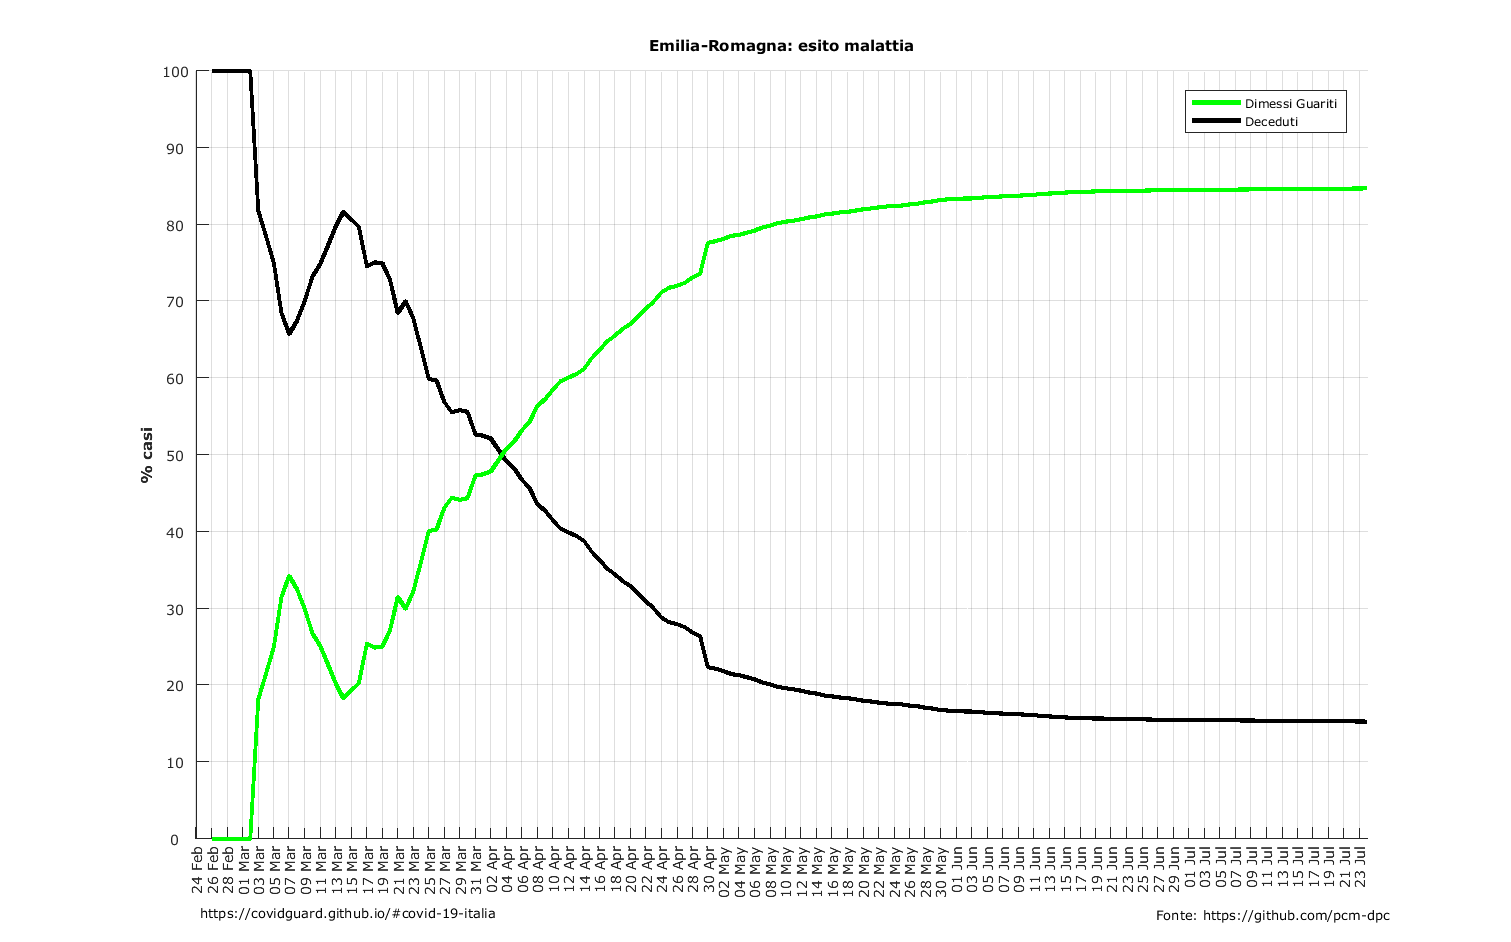 Emilia-Romagna: esito malattia
Dimessi Guariti
Deceduti
% casi
100
90
80
70
60
50
40
30
20
10
0
24 Feb
26 Feb
28 Feb
01 Mar
03 Mar
05 Mar
07 Mar
09 Mar
11 Mar
13 Mar
15 Mar
17 Mar
19 Mar
21 Mar
23 Mar
25 Mar
27 Mar
29 Mar
31 Mar
02 Apr
04 Apr
06 Apr
08 Apr
10 Apr
12 Apr
14 Apr
16 Apr
18 Apr
20 Apr
22 Apr
24 Apr
26 Apr
28 Apr
30 Apr
02 May
04 May
06 May
08 May
10 May
12 May
14 May
16 May
18 May
20 May
22 May
24 May
26 May
28 May
30 May
01 Jun
03 Jun
05 Jun
07 Jun
09 Jun
11 Jun
13 Jun
15 Jun
17 Jun
19 Jun
21 Jun
23 Jun
25 Jun
27 Jun
29 Jun
01 Jul
03 Jul
05 Jul
07 Jul
09 Jul
11 Jul
13 Jul
15 Jul
17 Jul
19 Jul
21 Jul
23 Jul
https://covidguard.github.io/#covid-19-italia
Fonte: https://github.com/pcm-dpc